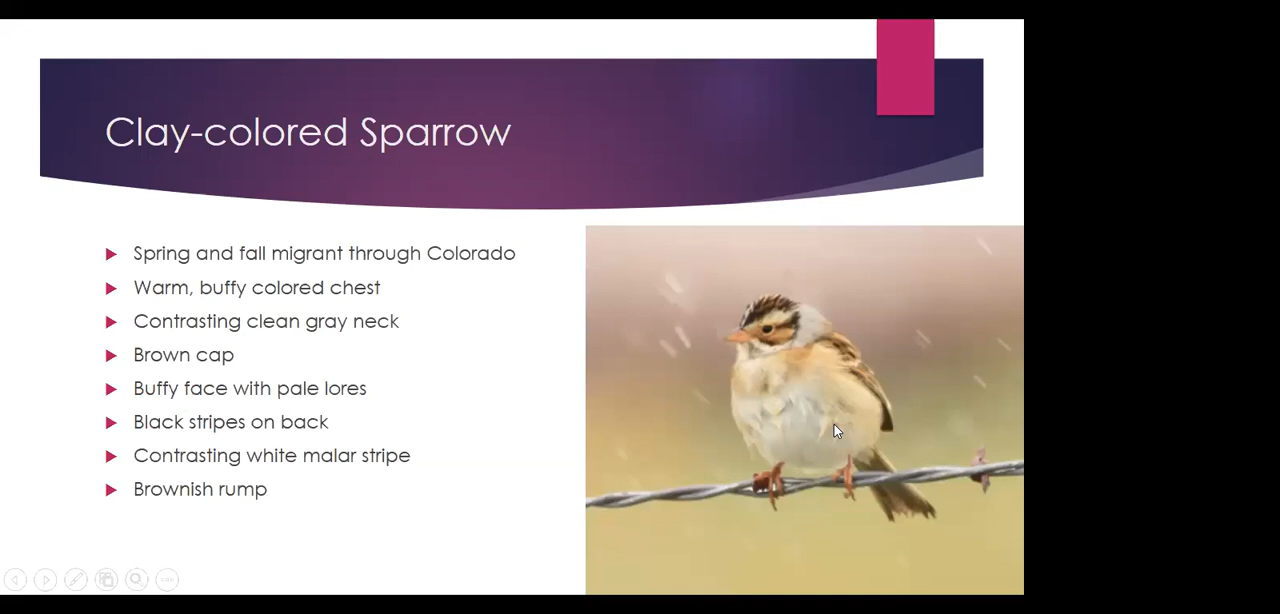 Clay-colored Sparrow
Spring and fall migrant through Colorado
Warm, buffy colored chest
Contrasting clean gray neck
Brown cap
Buffy face with pale lores
Black stripes on back
Contrasting white malar stripe
Brownish rump